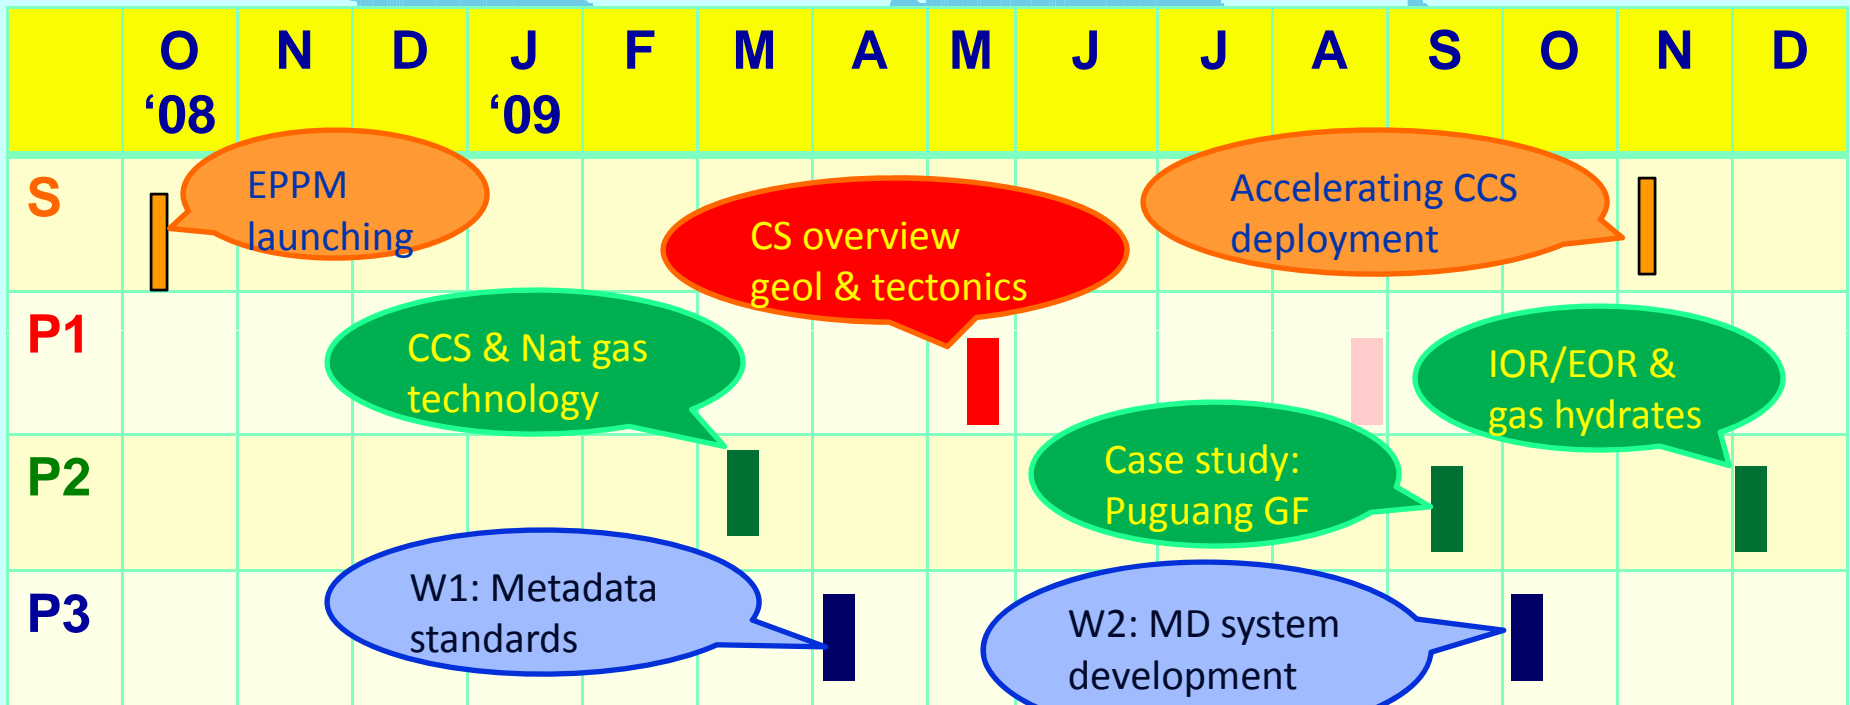 O N D J F M A M J J A S O N D
‘08 ‘09
S
EPPM
launching
CS overview
geol & tectonics
Accelerating CCS
deployment
P1
CCS & Nat gas
technology
IOR/EOR &
gas hydrates
P2
Case study:
Puguang GF
P3
W1: Metadata
standards
W2: MD system
development